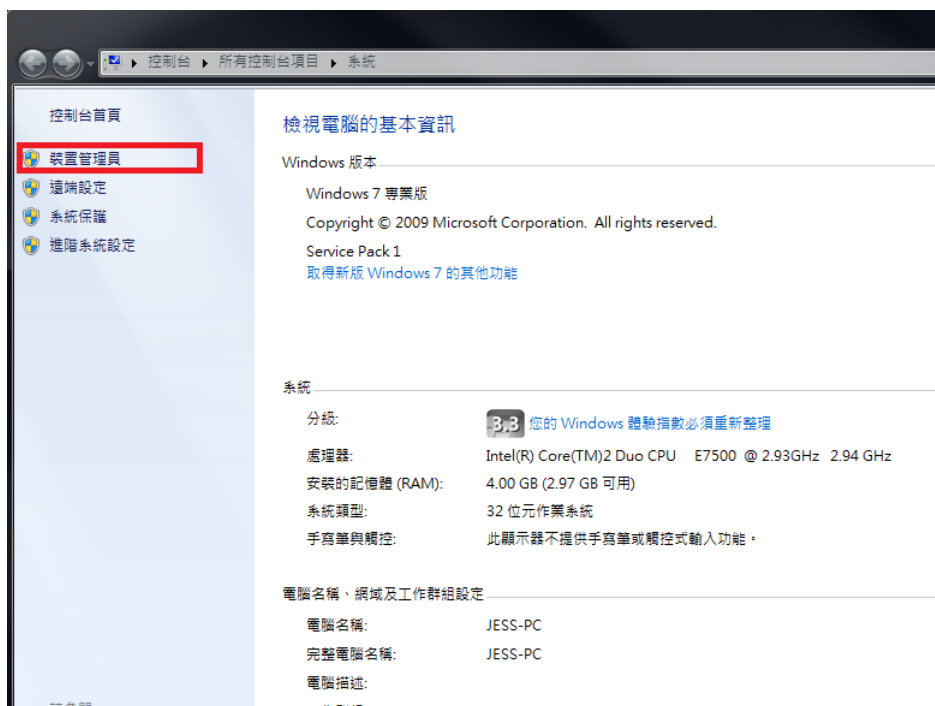 控制台 ▸ 所有控制台項目 ▸ 系統
控制台首頁
裝置管理員
遠端設定
系統保護
進階系統設定
檢視電腦的基本資訊
Windows 版本
Windows 7 專業版
Copyright © 2009 Microsoft Corporation. All rights reserved.
Service Pack 1
取得新版 Windows 7 的其他功能
系統
分級: 3.3 您的 Windows 體驗指數必須重新整理
處理器: Intel(R) Core(TM)2 Duo CPU E7500 @ 2.93GHz 2.94 GHz
安裝的記憶體 (RAM): 4.00 GB (2.97 GB 可用)
系統類型: 32 位元作業系統
手寫筆與觸控: 此顯示器不提供手寫筆或觸控式輸入功能。
電腦名稱、網域及工作群組設定
電腦名稱: JESS-PC
完整電腦名稱: JESS-PC
電腦描述: